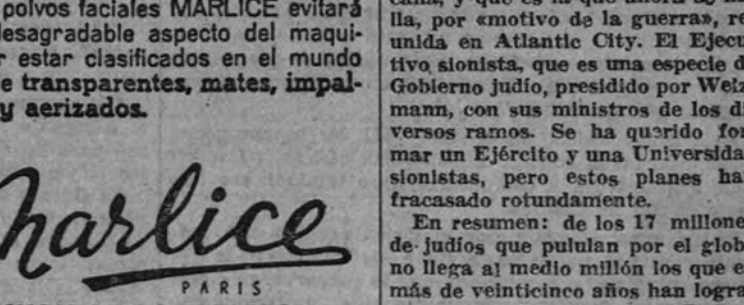 polvos faciales MARLICE evitará
desagradable aspecto del maqui-
r estar clasificados en el mundo
e transparentes, mates, impal-
y aerizados.
Marlice
PARIS
lla, por «motivo de la guerra», re
unida en Atlantic City. El Ejecu
tivo sionista, que es una especie d
Gobierno judío, presidido por Weiz
mann, con sus ministros de los di
versos ramos. Se ha querido for
mar un Ejército y una Universida
sionistas, pero estos planes ha
fracasado rotundamente.
En resumen: de los 17 millone
de judíos que pululan por el glob
no llega al medio millón los que e
más de veinticinco años han logra